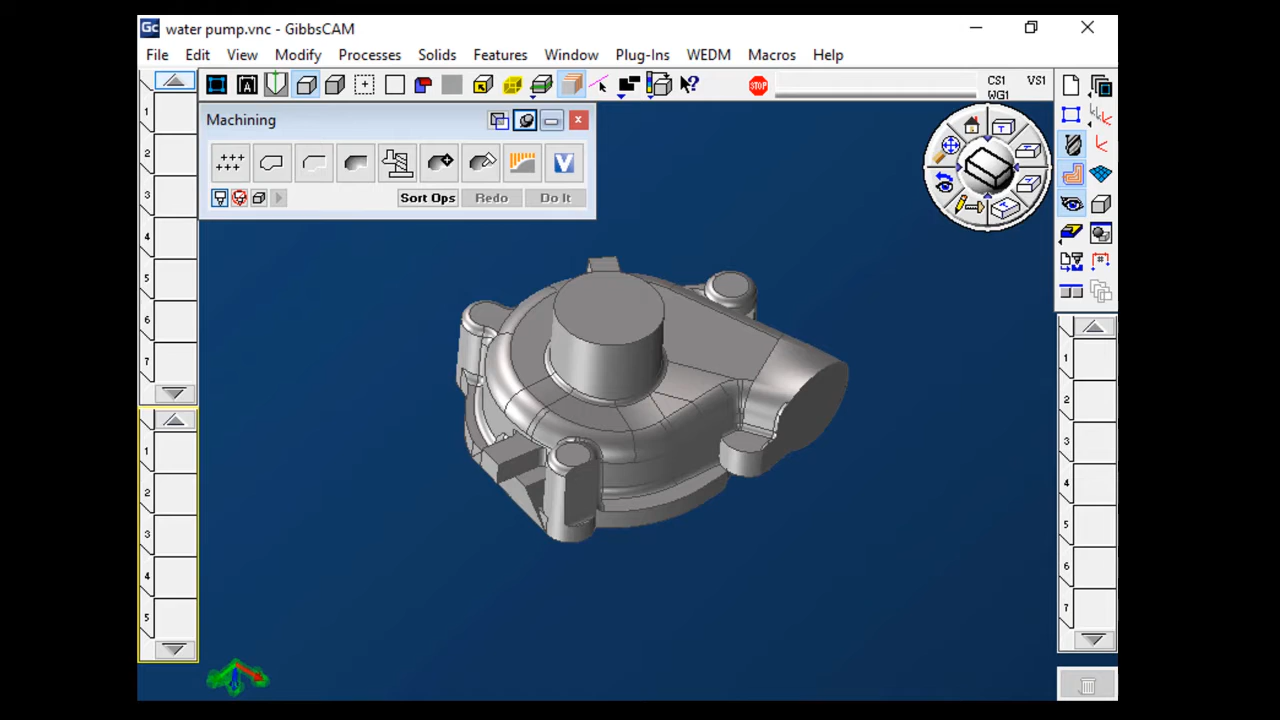 Gc water pump.vnc - GibbsCAM
File Edit View Modify Processes Solids Features Window Plug-Ins WEDM Macros Help
A
STOP
CS1
WG1
VS1
Machining
V
Sort Ops Redo Do It
1
2
3
4
5
6
7
1
2
3
4
5
T
#
1
2
3
4
5
6
7